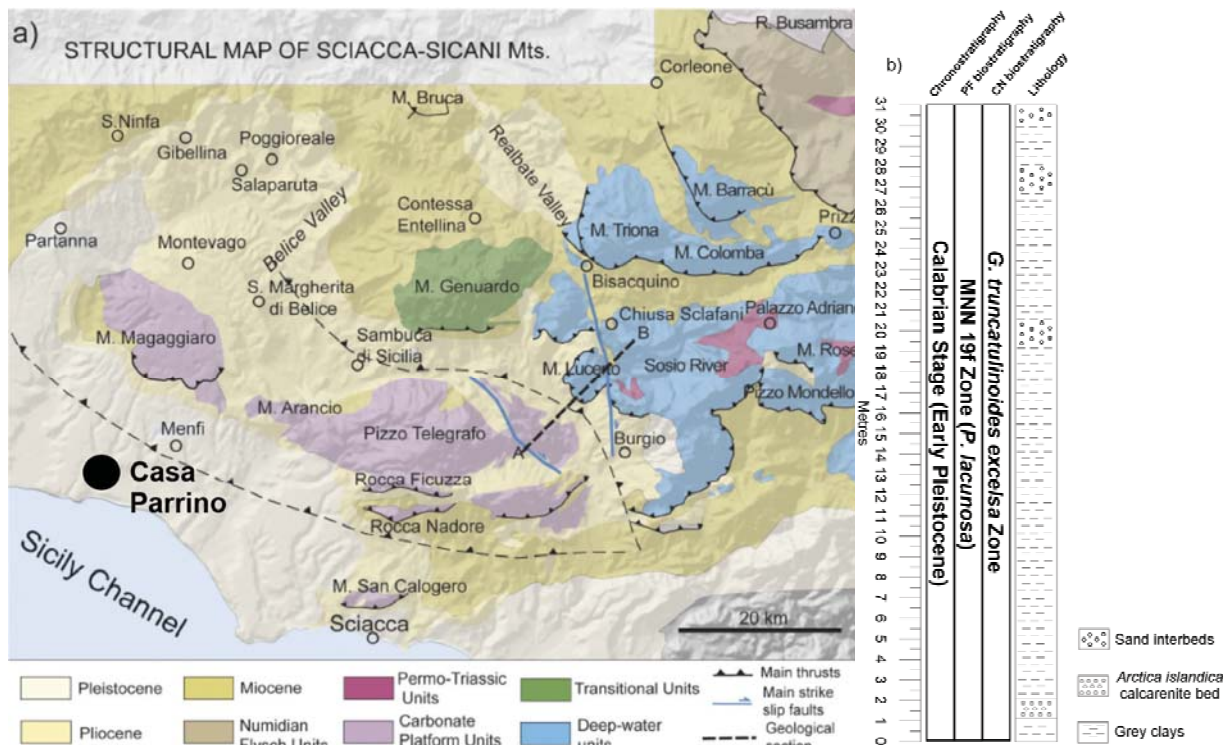 a)
STRUCTURAL MAP OF SCIACCA-SICANI Mts.
R. Busambra
Corleone
M. Bruca
S.Ninfa
Gibellina
Poggioreale
Salaparuta
Realbate Valley
M. Barracù
Belice Valley
Contessa
Entellina
Partanna
Montevago
M. Triona
Prizz
M. Colomba
M. Genuardo
Bisacquino
S. Margherita
di Belice
Chiusa Sclafani
Palazzo Adriano
B
M. Magaggiaro
Sambuca
di Sicilia
M. Lucerto
Sosio River
M. Rose
Pizzo Mondello
M. Arancio
Pizzo Telegrafo
Menfi
Burgio
A
Casa
Parrino
Rocca Ficuzza
Rocca Nadore
Sicily Channel
M. San Calogero
Sciacca
20 km
Pleistocene
Miocene
Permo-Triassic
Units
Transitional Units
Main thrusts
Main strike
slip faults
Pliocene
Numidian
Flysch Units
Carbonate
Platform Units
Deep-water
units
Geological
section
b)
Chronostratigraphy
PF biostratigraphy
CN biostratigraphy
Lithology
31
30
29
28
27
26
25
24
23
22
21
20
19
18
17
16
15
14
13
12
11
10
9
8
7
6
5
4
3
2
1
0
Metres
Calabrian Stage (Early Pleistocene)
MNN 19f Zone (P. lacunosa)
G. truncatulinoides excelsa Zone
Sand interbeds
Arctica islandica
calcarenite bed
Grey clays